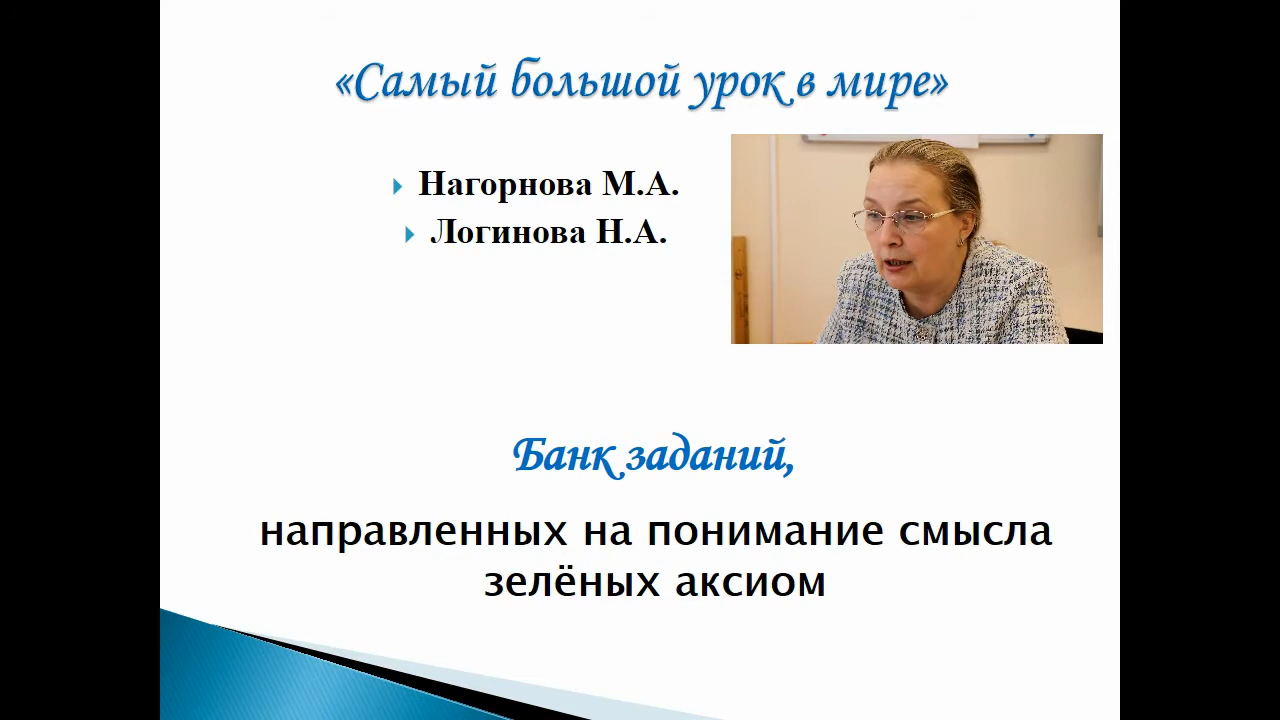 «Самый большой урок в мире»
Нагорнова М.А.
Логинова Н.А.
Банк заданий,
направленных на понимание смысла
зелёных аксиом